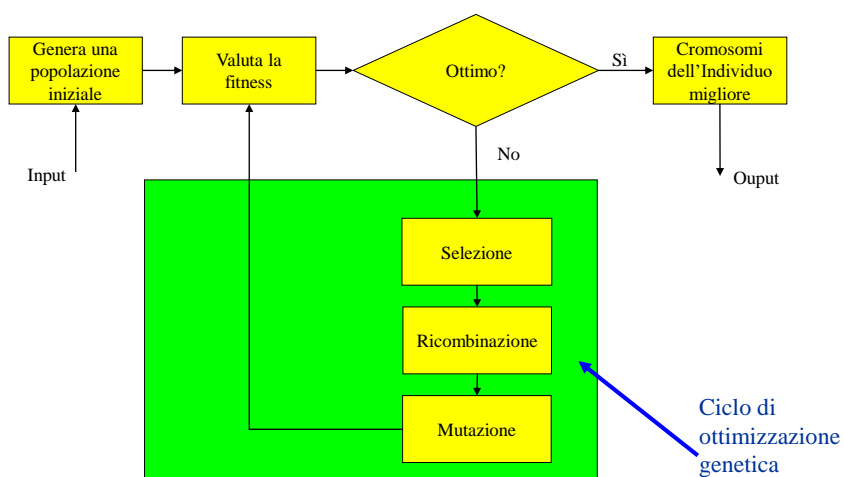 Genera una
popolazione
iniziale
Valuta la
fitness
Ottimo?
Sì
Cromosomi
dell'Individuo
migliore
No
Input
Ouput
Selezione
Ricombinazione
Mutazione
Ciclo di
ottimizzazione
genetica